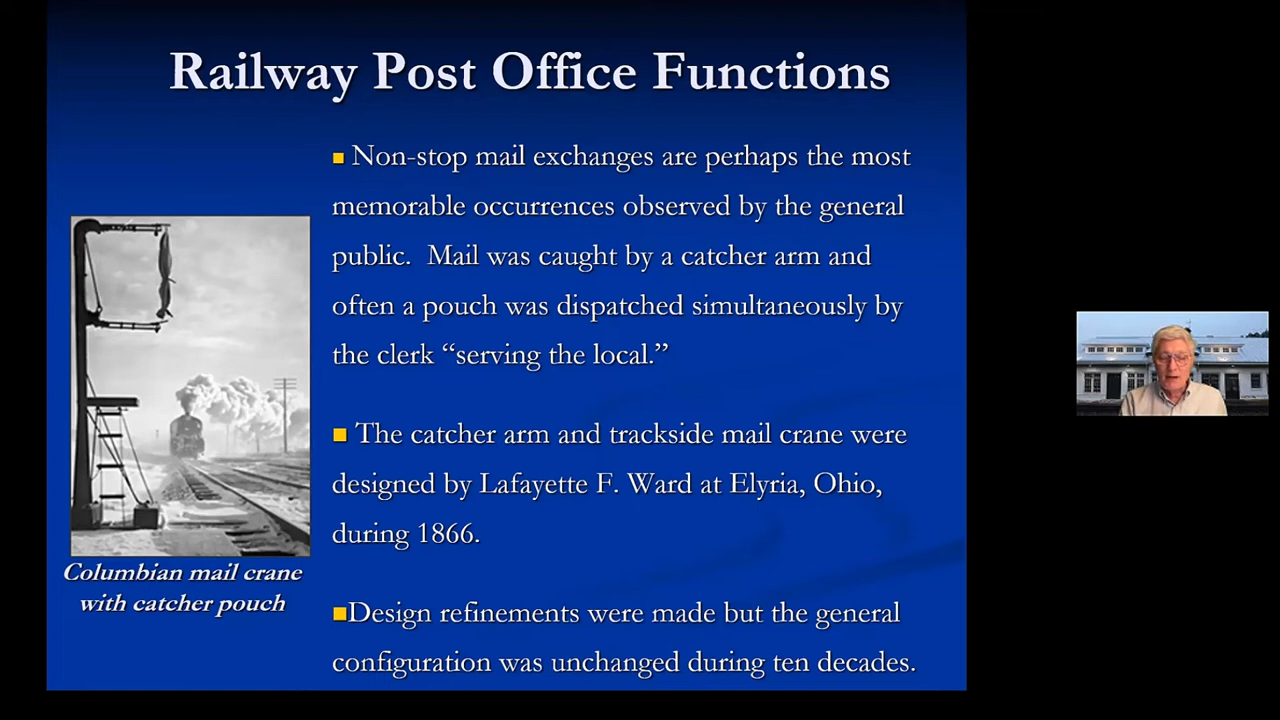 Railway Post Office Functions
■ Non-stop mail exchanges are perhaps the most
memorable occurrences observed by the general
public.  Mail was caught by a catcher arm and
often a pouch was dispatched simultaneously by
the clerk “serving the local.”
■ The catcher arm and trackside mail crane were
designed by Lafayette F. Ward at Elyria, Ohio,
during 1866.
■Design refinements were made but the general
configuration was unchanged during ten decades.
Columbian mail crane
with catcher pouch